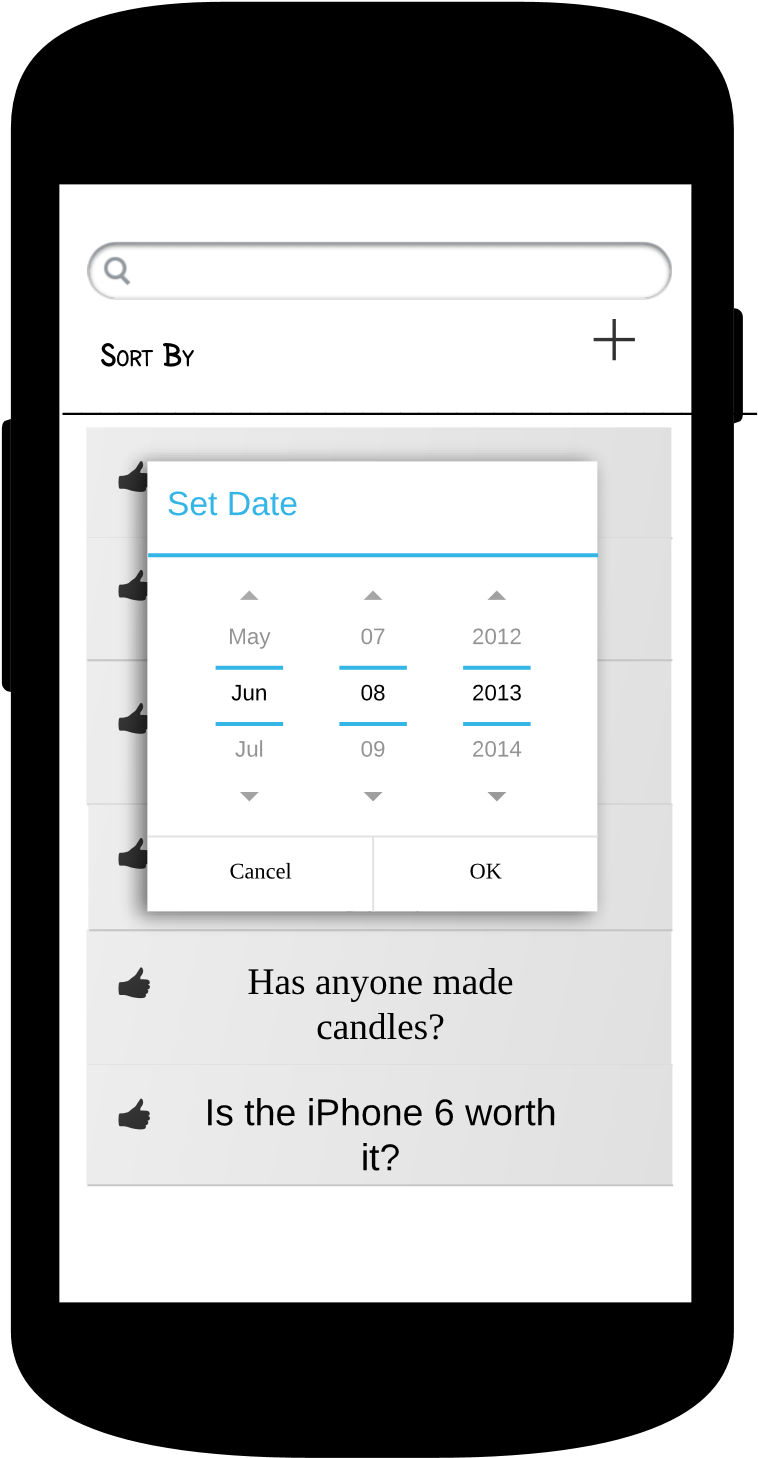 Sort By
Set Date
May 07 2012
Jun 08 2013
Jul 09 2014
Cancel OK
Has anyone made
candles?
Is the iPhone 6 worth
it?